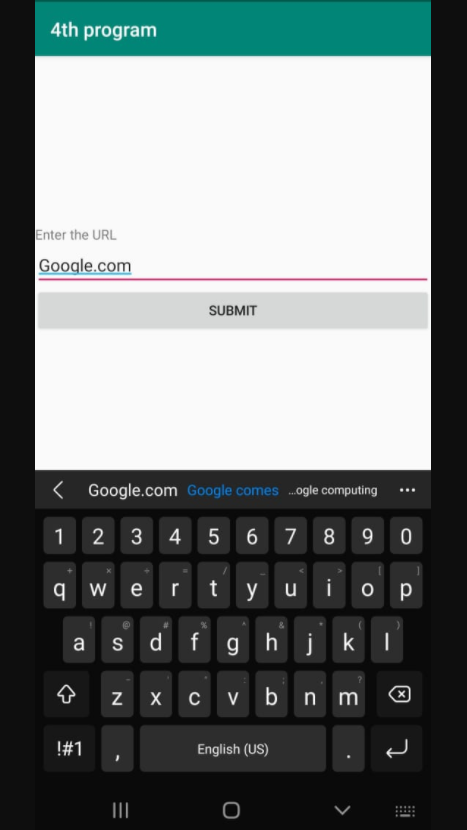 4th program
Enter the URL
Google.com
SUBMIT
Google.com Google comes ...ogle computing
1 2 3 4 5 6 7 8 9 0
q w e r t y u i o p
a s d f g h j k l
z x c v b n m
!#1 , English (US) .